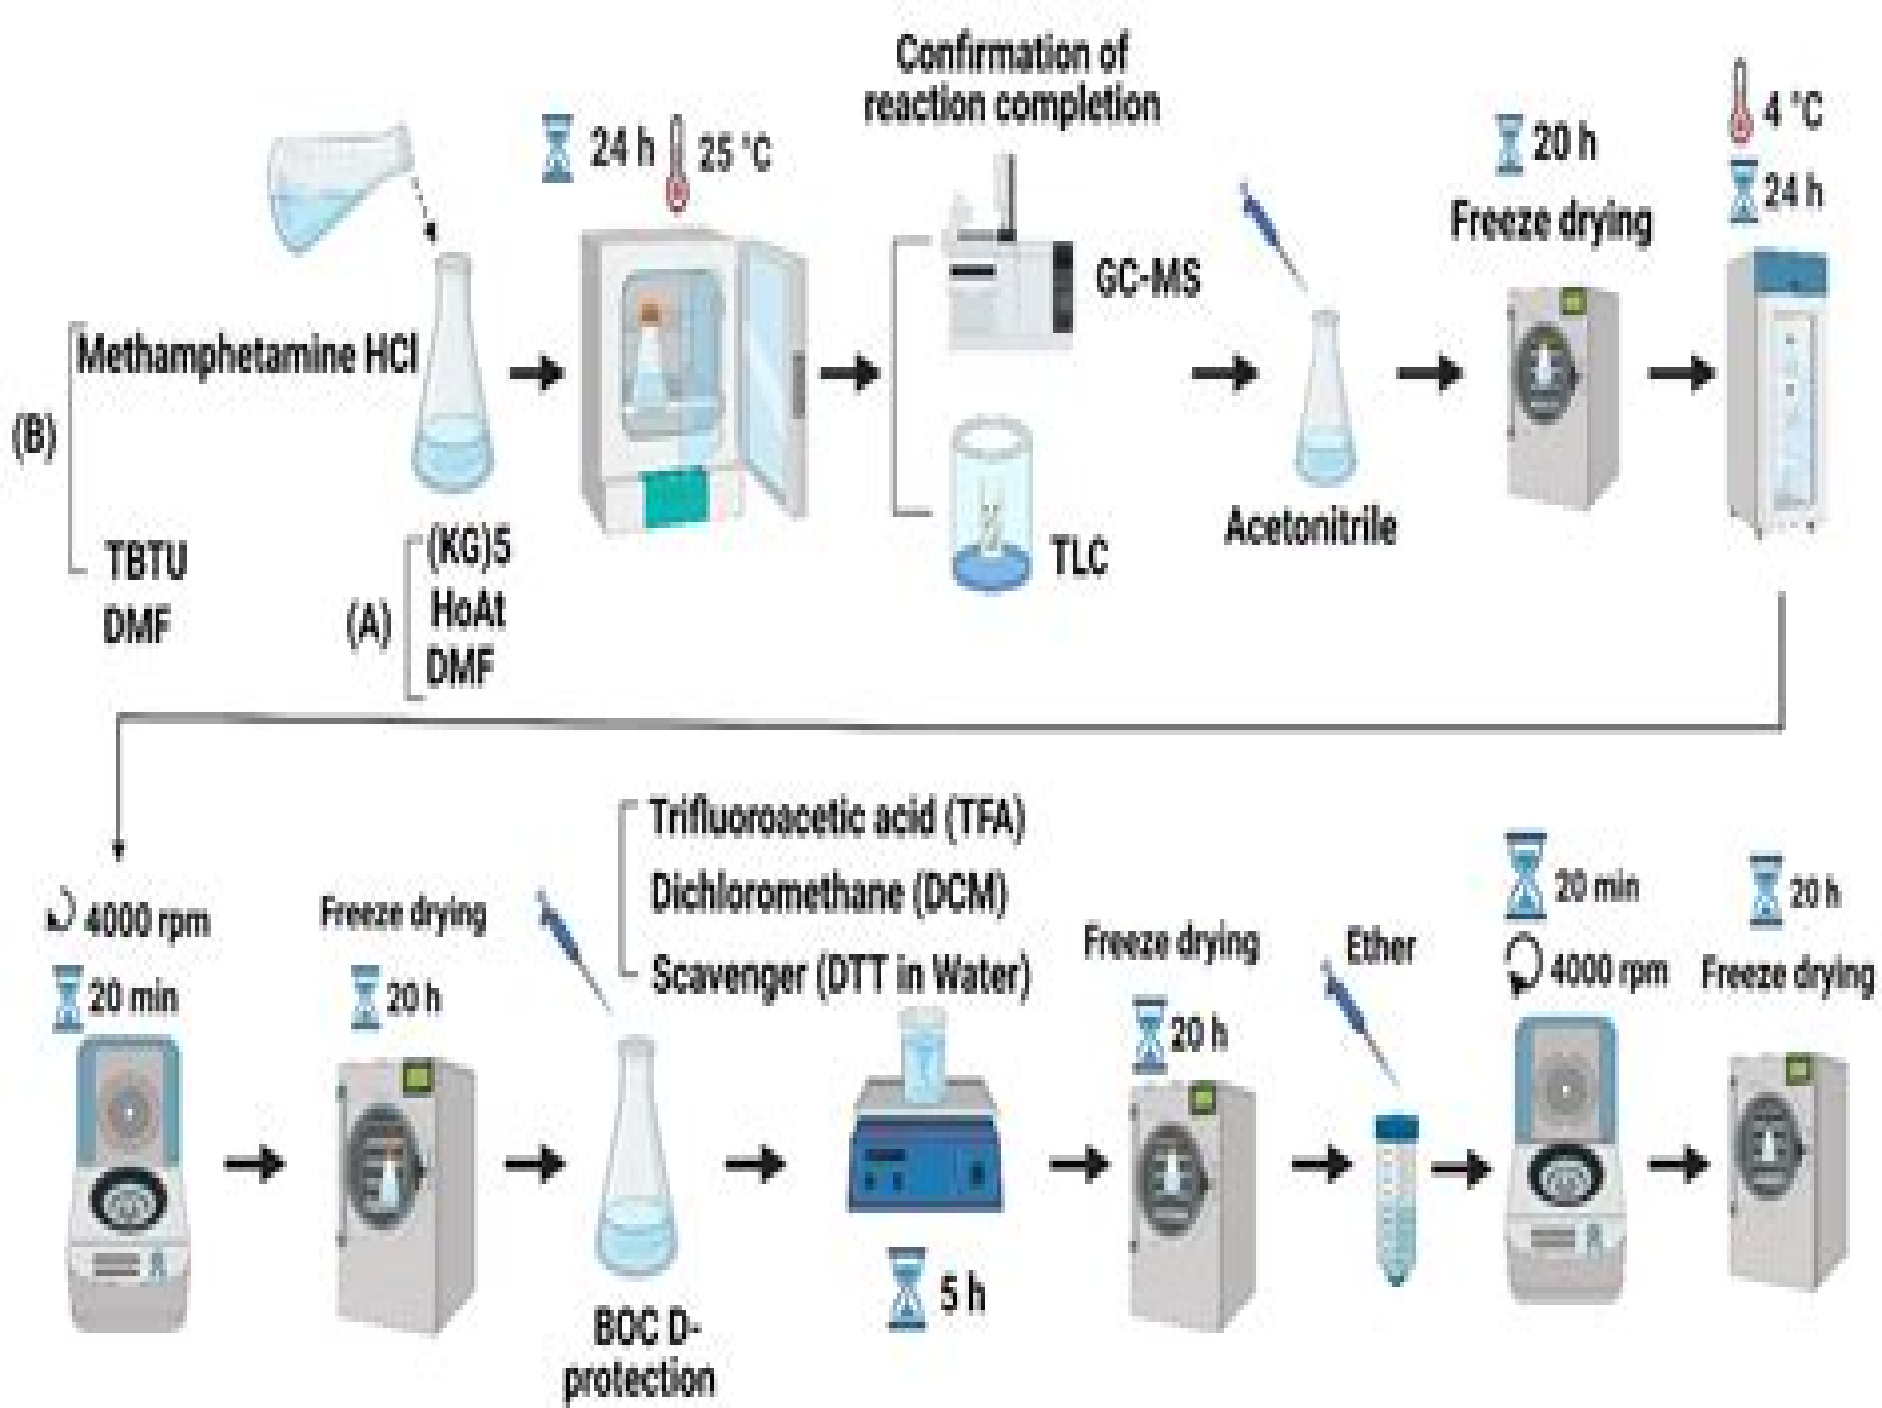 Confirmation of
reaction completion
24 h
25 °C
20 h
Freeze drying
4 °C
24 h
GC-MS
Methamphetamine HCl
(B)
TBTU
DMF
(KG)5
HoAt
DMF
(A)
TLC
Acetonitrile
4000 rpm
20 min
Freeze drying
20 h
Trifluoroacetic acid (TFA)
Dichloromethane (DCM)
Scavenger (DTT in Water)
BOC D-
protection
5 h
Freeze drying
20 h
Ether
20 min
4000 rpm
20 h
Freeze drying